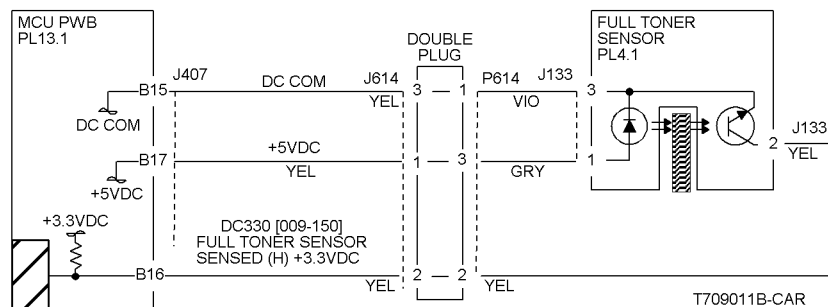 MCU PWB
PL13.1
FULL TONER
SENSOR
PL4.1
DOUBLE
PLUG
J407
J614
P614
J133
B15
DC COM
3
1
3
YEL
VIO
DC COM
2
J133
YEL
B17
+5VDC
1
3
1
YEL
GRY
+5VDC
+3.3VDC
DC330 [009-150]
FULL TONER SENSOR
SENSED (H) +3.3VDC
B16
2
2
YEL
YEL
T709011B-CAR